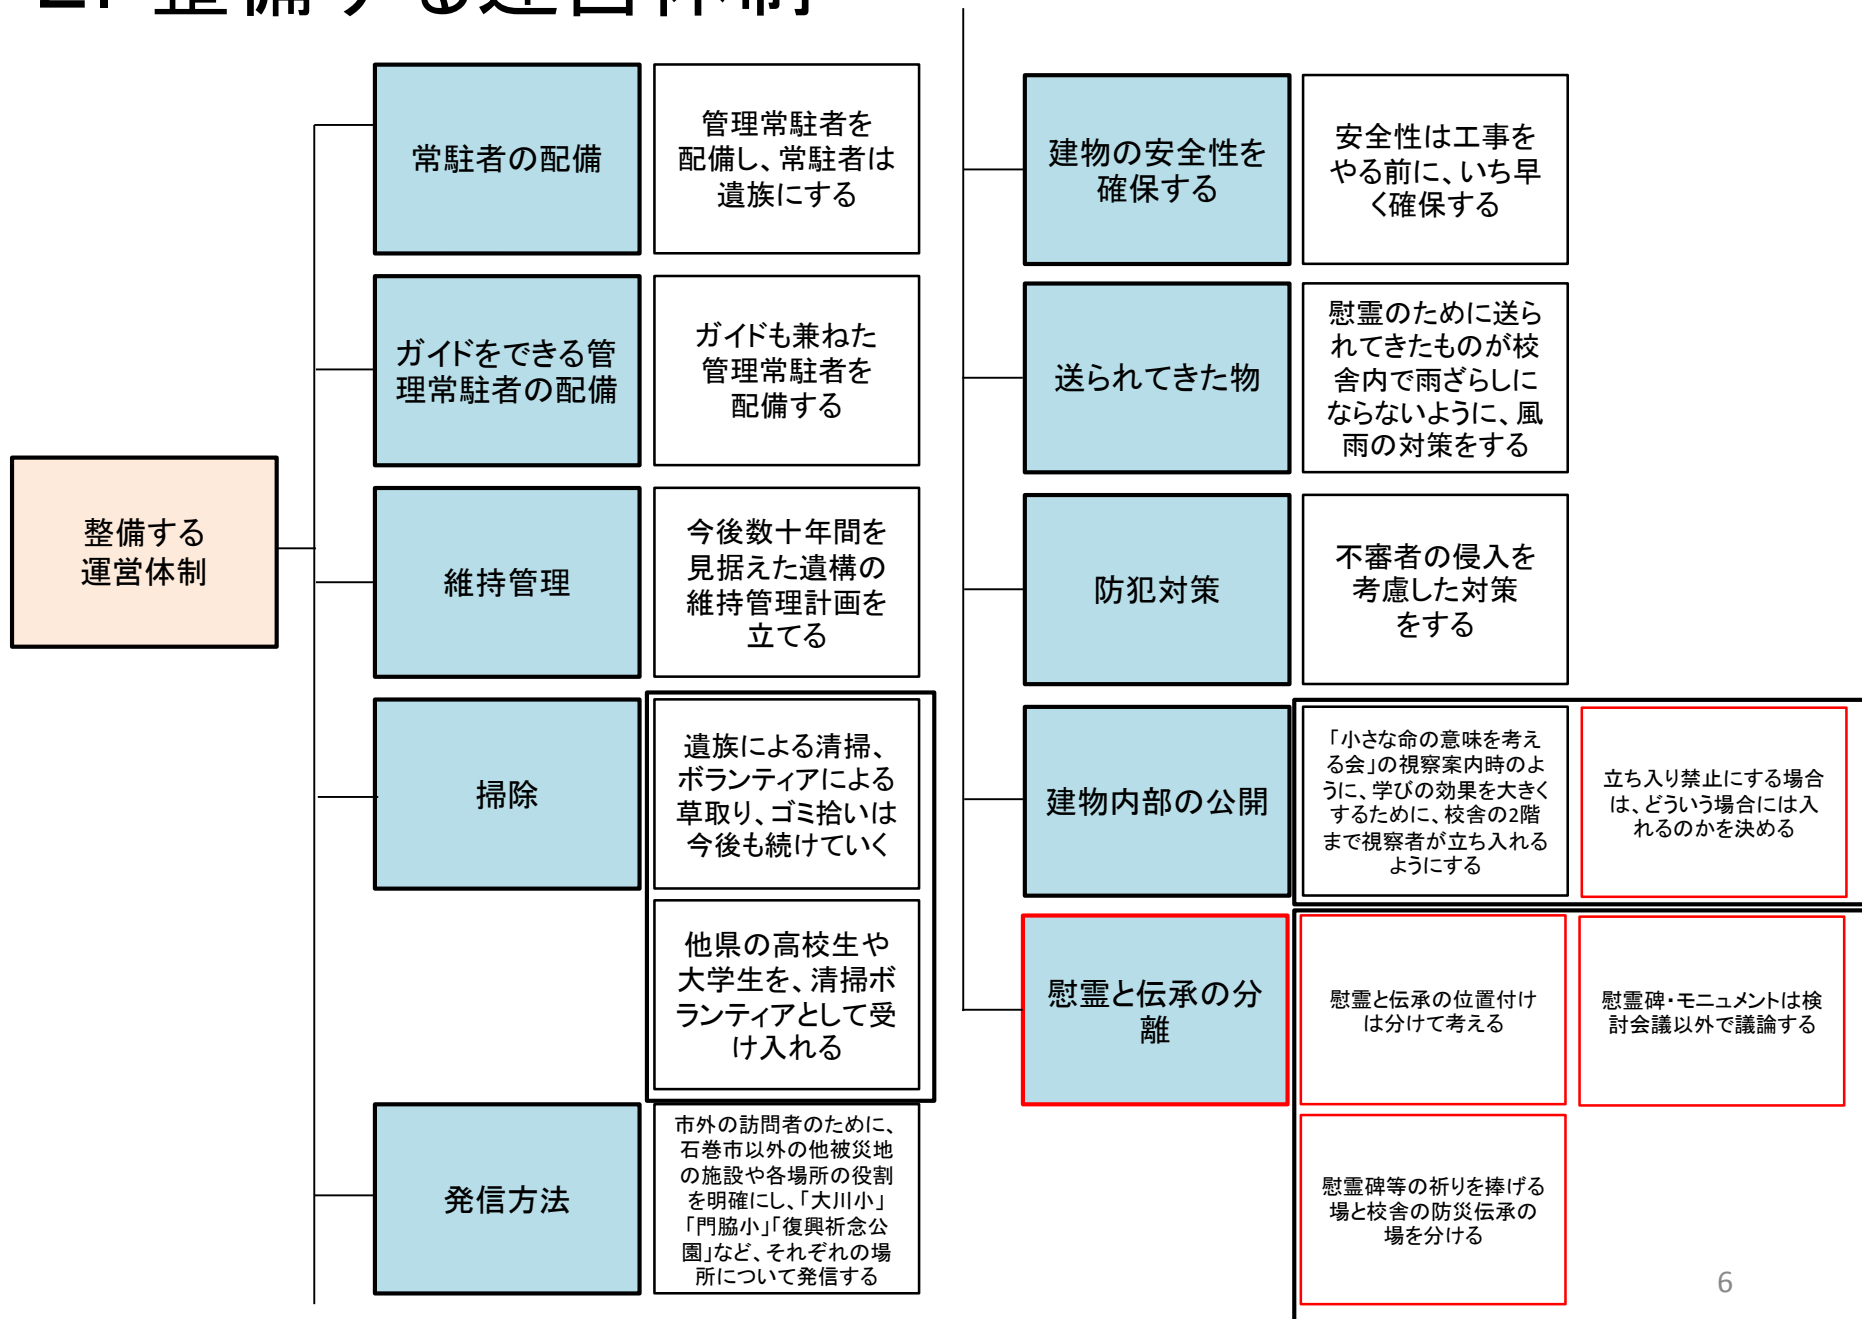 2. 整備する運営体制
整備する
運営体制
常駐者の配備
管理常駐者を
配備し、常駐者は
遺族にする
ガイドをできる管
理常駐者の配備
ガイドも兼ねた
管理常駐者を
配備する
維持管理
今後数十年間を
見据えた遺構の
維持管理計画を
立てる
掃除
遺族による清掃、
ボランティアによる
草取り、ゴミ拾いは
今後も続けていく
他県の高校生や
大学生を、清掃ボ
ランティアとして受
け入れる
発信方法
市外の訪問者のために、
石巻市以外の他被災地
の施設や各場所の役割
を明確にし、「大川小」
「門脇小」「復興祈念公
園」など、それぞれの場
所について発信する
建物の安全性を
確保する
安全性は工事を
やる前に、いち早
く確保する
送られてきた物
慰霊のために送ら
れてきたものが校
舎内で雨ざらしに
ならないように、風
雨の対策をする
防犯対策
不審者の侵入を
考慮した対策
をする
建物内部の公開
「小さな命の意味を考え
る会」の視察案内時のよ
うに、学びの効果を大きく
するために、校舎の2階
まで視察者が立ち入れる
ようにする
立ち入り禁止にする場合
は、どういう場合には入
れるのかを決める
慰霊と伝承の分
離
慰霊と伝承の位置付け
は分けて考える
慰霊碑・モニュメントは検
討会議以外で議論する
慰霊碑等の祈りを捧げる
場と校舎の防災伝承の
場を分ける
6